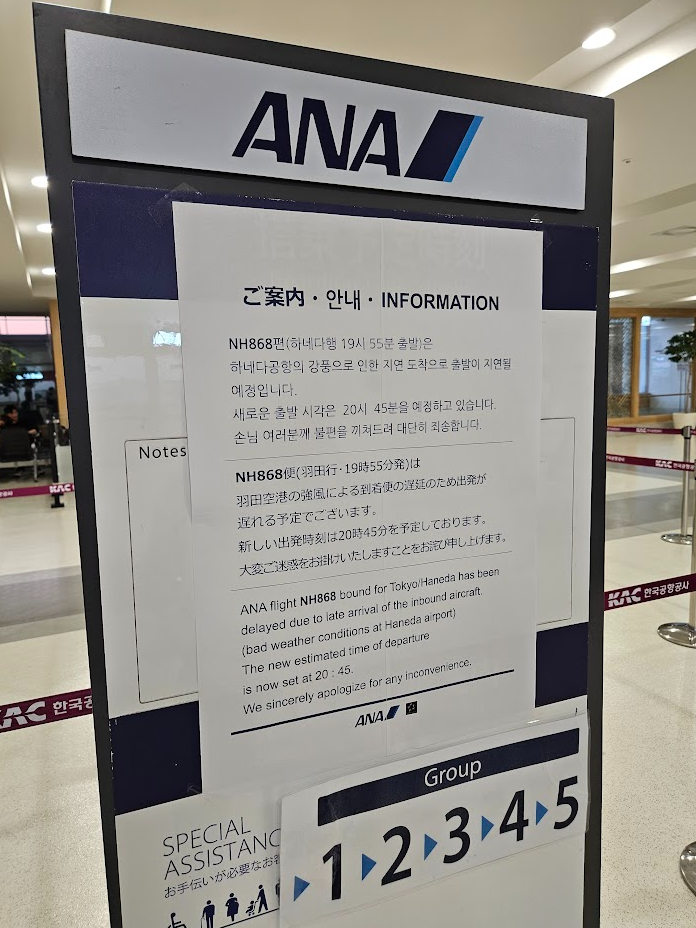 ANA
ご案内・안내・INFORMATION
NH868편(하네다행 19시 55분 출발)은
하네다공항의 강풍으로 인한 지연 도착으로 출발이 지연될
예정입니다.
새로운 출발 시각은 20시 45분을 예정하고 있습니다.
손님 여러분께 불편을 끼쳐드려 대단히 죄송합니다.
Notes
NH868便(羽田行・19時55分発)は
羽田空港の強風による到着便の遅延のため出発が
遅れる予定でございます。
新しい出発時刻は20時45分を予定しております。
大変ご迷惑をお掛けいたしますことをお詫び申し上げます。
ANA flight NH868 bound for Tokyo/Haneda has been
delayed due to late arrival of the inbound aircraft.
(bad weather conditions at Haneda airport)
The new estimated time of departure
is now set at 20 : 45.
We sincerely apologize for any inconvenience.
ANA
Group
1 2 3 4 5
SPECIAL
ASSISTANC
お手伝いが必要なお
KAC 한국공항공사
KAC 한국공
KAC